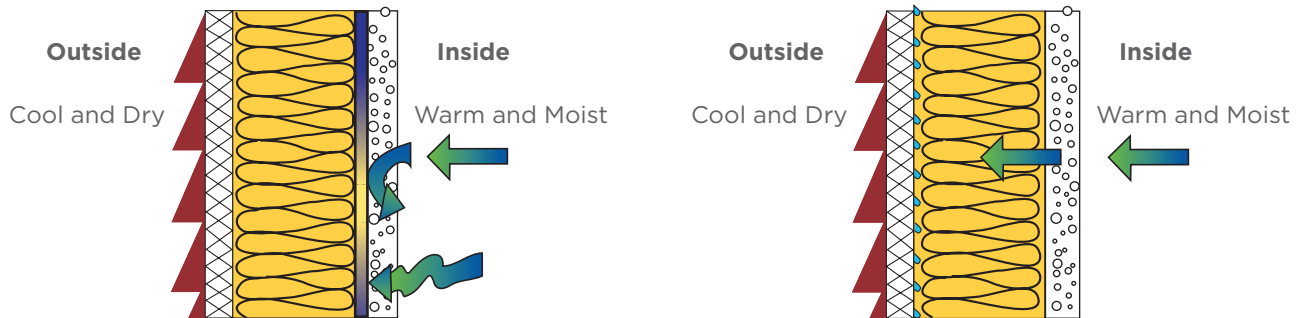 Outside
Inside
Cool and Dry
Warm and Moist
Outside
Inside
Cool and Dry
Warm and Moist